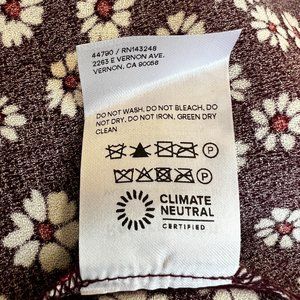 44790 / RN143248
2263 E VERNON AVE.
VERNON, CA 90058
DO NOT WASH, DO NOT BLEACH, DO
NOT DRY, DO NOT IRON, GREEN DRY
CLEAN
P
P
CLIMATE
NEUTRAL
CERTIFIED